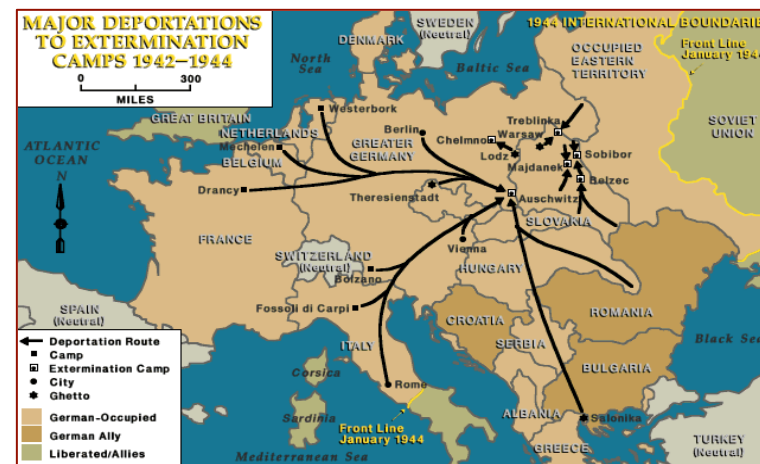 MAJOR DEPORTATIONS
TO EXTERMINATION
CAMPS 1942–1944
0 300
MILES
SWEDEN
(Neutral)
1944 INTERNATIONAL BOUNDARIE
DENMARK
North
Sea
Baltic Sea
OCCUPIED
EASTERN
TERRITORY
Front Line
January 1944
SOVIET
UNION
GREAT BRITAIN
Westerbork
NETHERLANDS
Berlin
Treblinka
Chelmno
Warsaw
ATLANTIC
OCEAN
N
Mechelen
BELGIUM
GREATER
GERMANY
Lodz
Sobibor
Majdanek
Belzec
Drancy
Theresienstadt
Auschwitz
SLOVAKIA
FRANCE
SWITZERLAND
(Neutral)
Vienna
HUNGARY
Bolzano
SPAIN
(Neutral)
Fossoli di Carpi
CROATIA
ROMANIA
SERBIA
Black Sea
ITALY
Corsica
BULGARIA
Rome
ALBANIA
Sardinia
Salonika
Front Line
January 1944
GREECE
TURKEY
(Neutral)
Mediterranean Sea
Deportation Route
Camp
Extermination Camp
City
Ghetto
German-Occupied
German Ally
Liberated/Allies